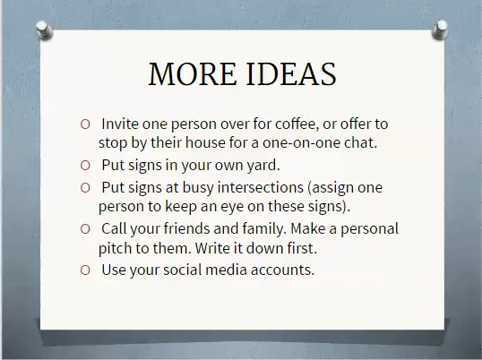 MORE IDEAS
O Invite one person over for coffee, or offer to
stop by their house for a one-on-one chat.
O Put signs in your own yard.
O Put signs at busy intersections (assign one
person to keep an eye on these signs).
O Call your friends and family. Make a personal
pitch to them. Write it down first.
O Use your social media accounts.